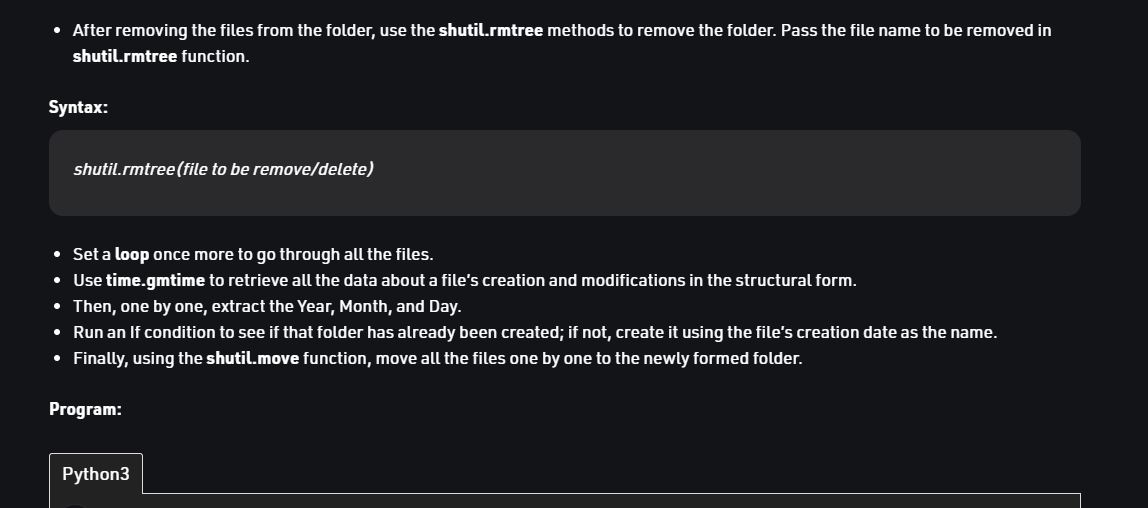 • After removing the files from the folder, use the shutil.rmtree methods to remove the folder. Pass the file name to be removed in
shutil.rmtree function.
Syntax:
shutil.rmtree(file to be remove/delete)
• Set a loop once more to go through all the files.
• Use time.gmtime to retrieve all the data about a file's creation and modifications in the structural form.
• Then, one by one, extract the Year, Month, and Day.
• Run an If condition to see if that folder has already been created; if not, create it using the file's creation date as the name.
• Finally, using the shutil.move function, move all the files one by one to the newly formed folder.
Program:
Python3